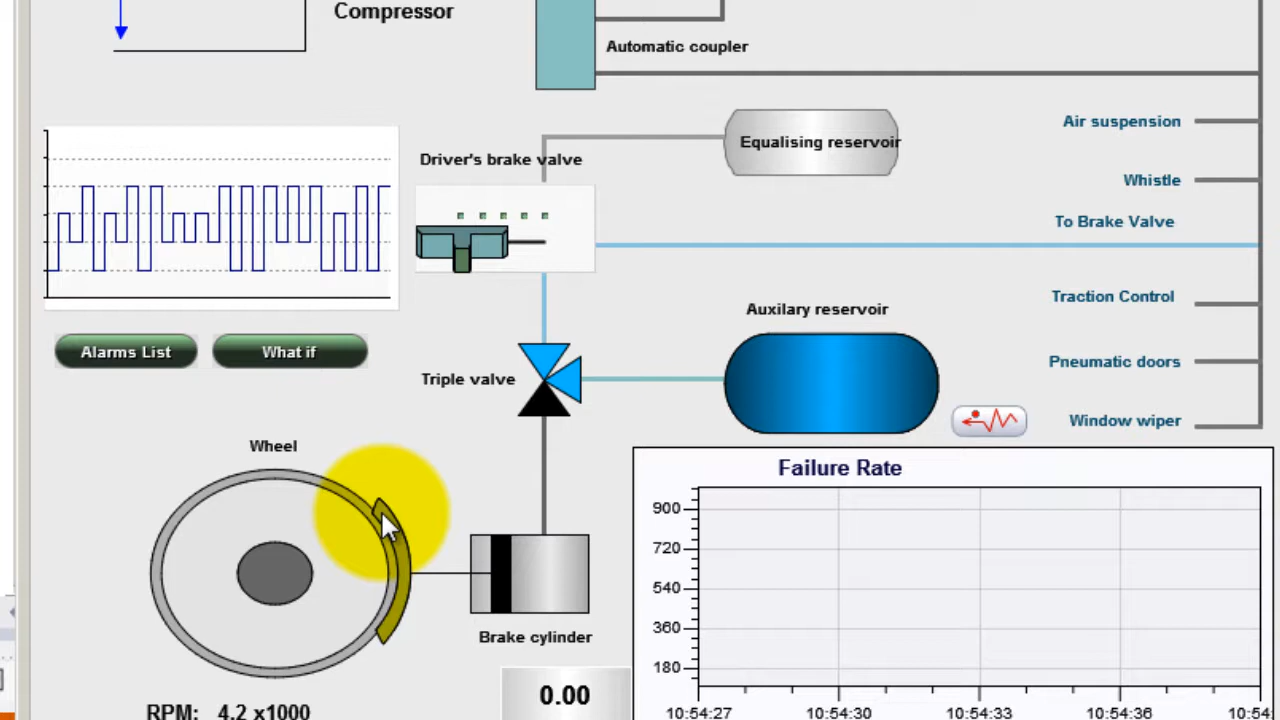 Compressor
Automatic coupler
Equalising reservoir
Air suspension
Driver's brake valve
Whistle
To Brake Valve
Traction Control
Auxilary reservoir
Alarms List
What if
Triple valve
Pneumatic doors
Window wiper
Wheel
Failure Rate
900
720
540
360
180
Brake cylinder
0.00
RPM: 4.2 x1000
10:54:27
10:54:30
10:54:33
10:54:36
10:54: